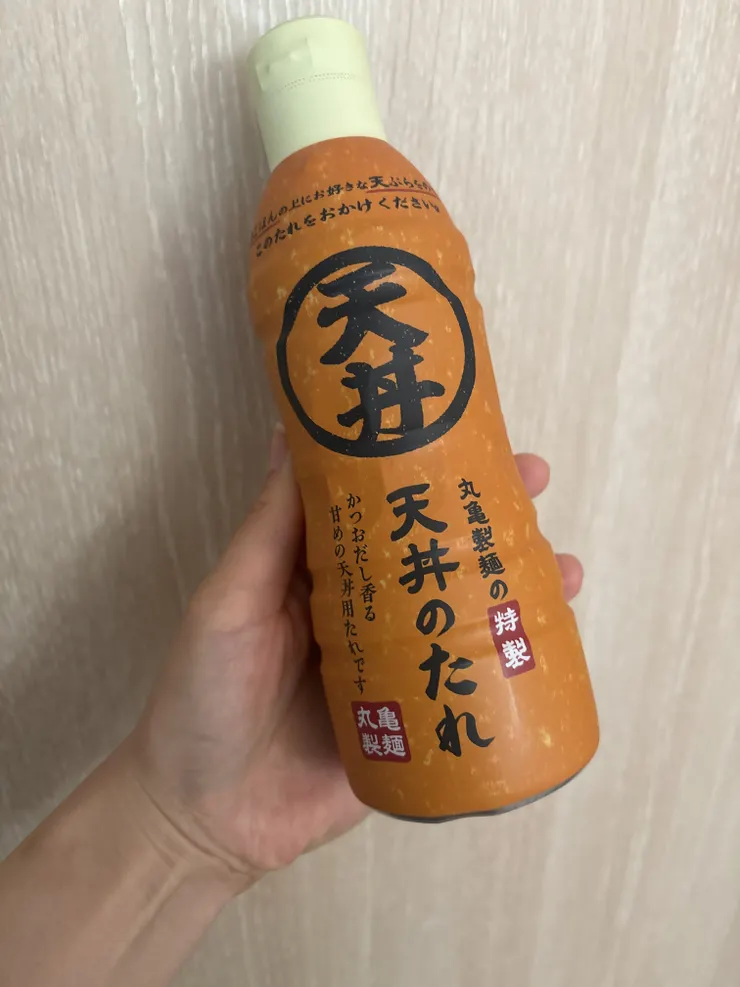 ごはんの上にお好きな天ぷらをの
このたれをおかけください。
天丼
丸亀製麺の特製
天丼のたれ
かつおだし香る
甘めの天丼用たれです
丸亀
製麺